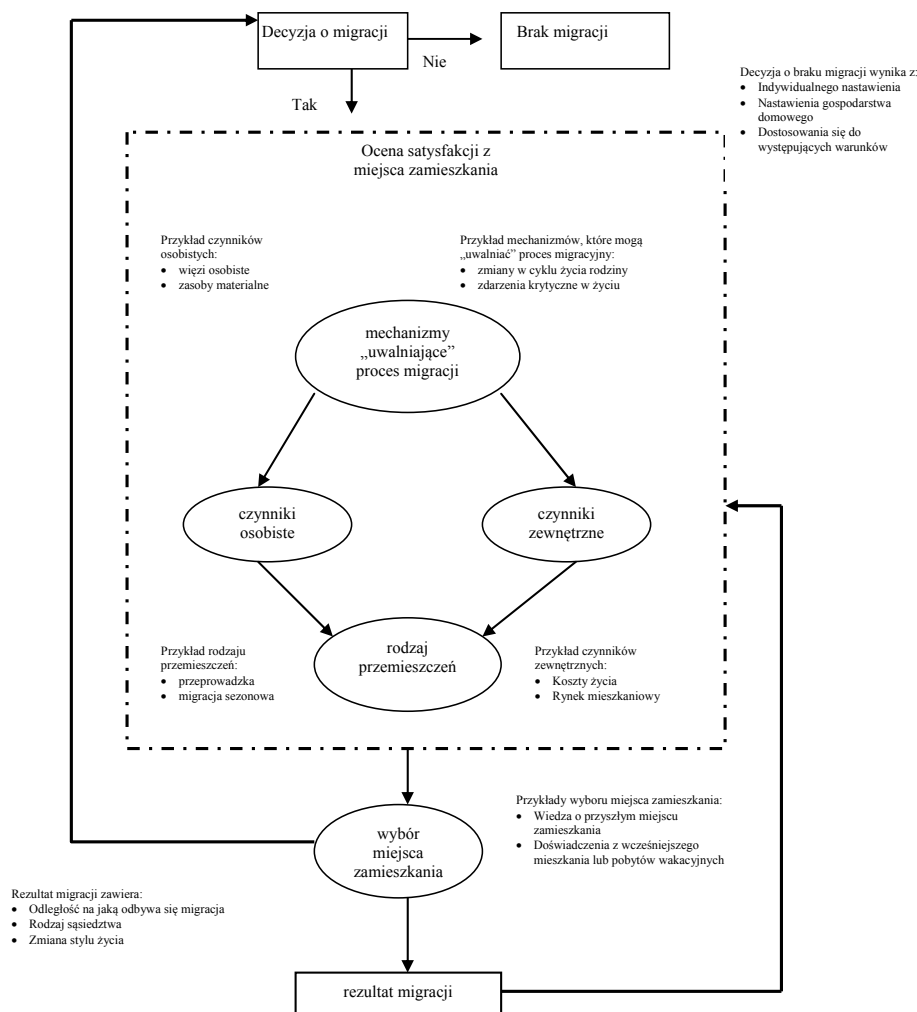 Decyzja o migracji
Brak migracji
Nie
Tak
Decyzja o braku migracji wynika z:
• Indywidualnego nastawienia
• Nastawienia gospodarstwa
domowego
• Dostosowania się do
występujących warunków
Ocena satysfakcji z
miejsca zamieszkania
Przykład czynników
osobistych:
• więzi osobiste
• zasoby materialne
Przykład mechanizmów, które mogą
„uwalniać” proces migracyjny:
• zmiany w cyklu życia rodziny
• zdarzenia krytyczne w życiu
mechanizmy
„uwalniające”
proces migracji
czynniki
osobiste
czynniki
zewnętrzne
rodzaj
przemieszczeń
Przykład rodzaju
przemieszczeń:
• przeprowadzka
• migracja sezonowa
Przykład czynników
zewnętrznych:
• Koszty życia
• Rynek mieszkaniowy
Przykłady wyboru miejsca zamieszkania:
• Wiedza o przyszłym miejscu
zamieszkania
• Doświadczenia z wcześniejszego
mieszkania lub pobytów wakacyjnych
wybór
miejsca
zamieszkania
Rezultat migracji zawiera:
• Odległość na jaką odbywa się migracja
• Rodzaj sąsiedztwa
• Zmiana stylu życia
rezultat migracji